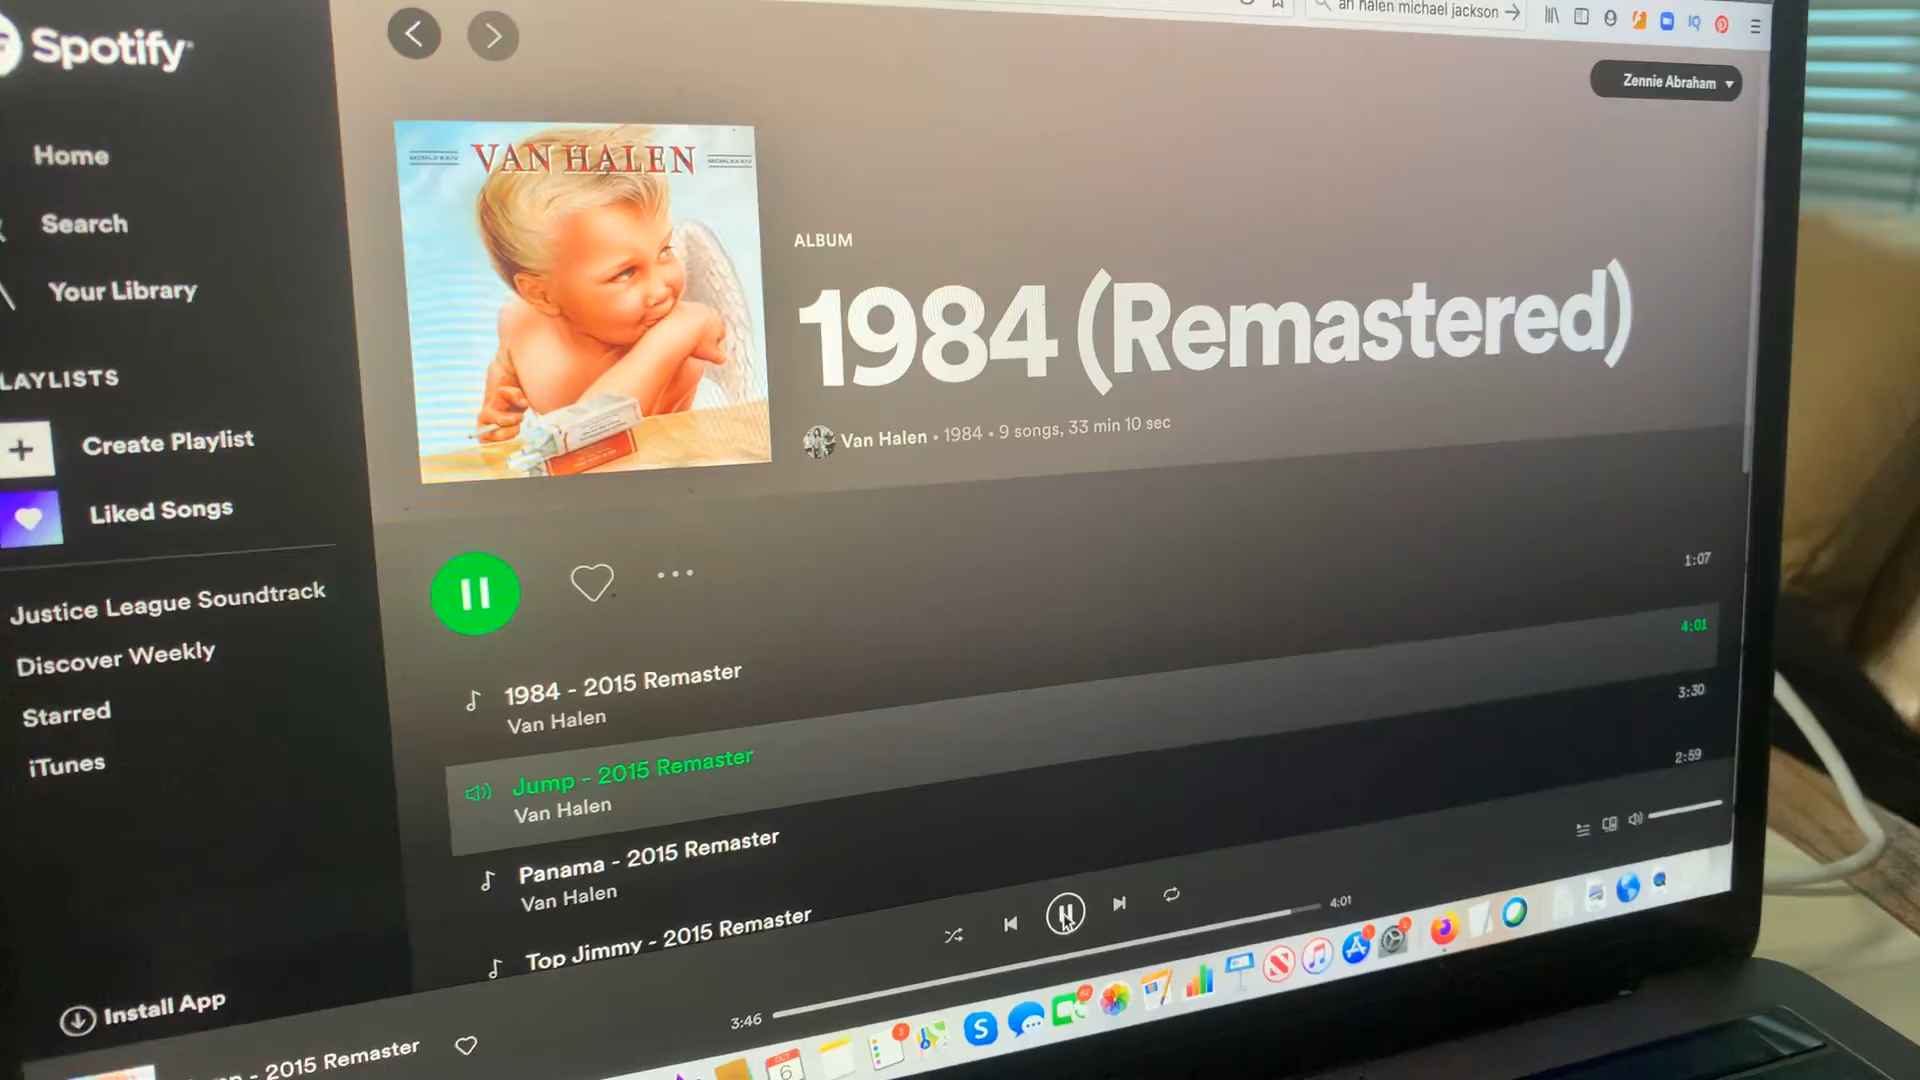 an halen michael jackson
Spotify
Zennie Abraham
Home
Search
Your Library
LAYLISTS
Create Playlist
Liked Songs
Justice League Soundtrack
Discover Weekly
Starred
iTunes
Install App
VAN HALEN
ALBUM
1984 (Remastered)
Van Halen • 1984 • 9 songs, 33 min 10 sec
1984 - 2015 Remaster
Van Halen
1:07
Jump - 2015 Remaster
Van Halen
4:01
Panama - 2015 Remaster
Van Halen
3:30
Top Jimmy - 2015 Remaster
2:59
- 2015 Remaster
3:46
4:01
OCT
6